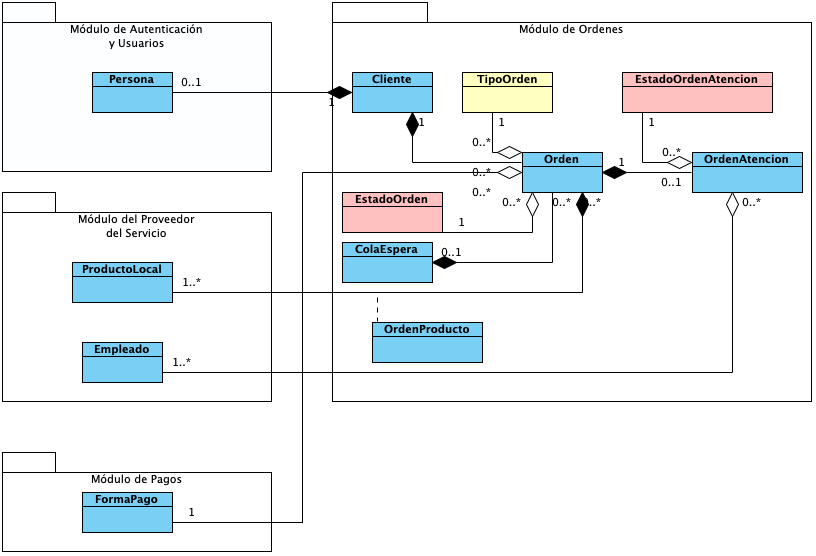 Módulo de Autenticación
y Usuarios
Persona
0..1
Módulo de Ordenes
1
Cliente
1
TipoOrden
1
0..*
EstadoOrdenAtencion
1
0..*
Orden
1
0..1
OrdenAtencion
0..*
0..*
0..*
0..*
0..*
0..*
EstadoOrden
1
ColaEspera
0..1
OrdenProducto
Módulo del Proveedor
del Servicio
ProductoLocal
1..*
Empleado
1..*
Módulo de Pagos
FormaPago
1